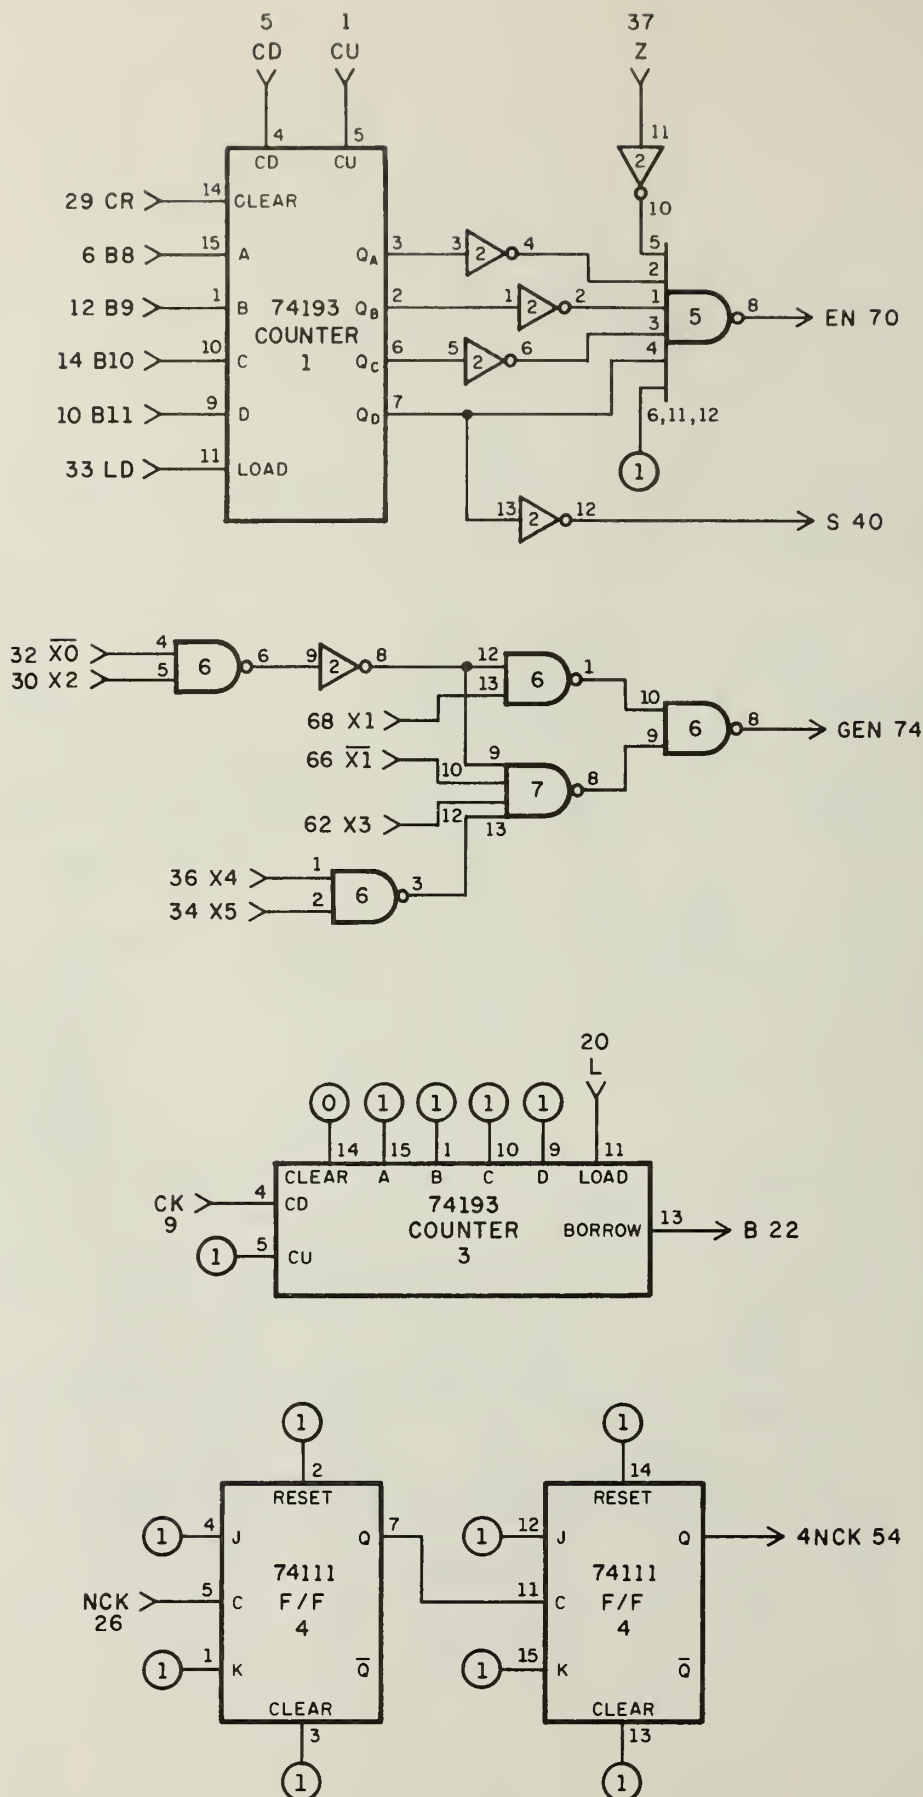 5 1 37
CD CU Z
4 5 11
CD CU 2
29 CR 14 CLEAR 10
6 B8 15 A QA 3 3 2 4 5
2
12 B9 1 B 74193 QB 2 1 2 2 1 5 8 EN 70
COUNTER 3
14 B10 10 C 1 QC 6 5 2 6 4
10 B11 9 D QD 7 6,11,12
33 LD 11 LOAD 1
13 2 12 S 40
32 X̅0̅ 4 6 6 9 2 8 12 6 1
30 X2 5 13 10
68 X1 6 8 GEN 74
66 X̅1̅ 10 9 9
7 8
62 X3 12
13
36 X4 1 6 3
34 X5 2
20
L
0 1 1 1 1
14 15 1 10 9 11
CLEAR A B C D LOAD
CK 4 CD 74193
9 COUNTER BORROW 13 B 22
1 5 CU 3
1 1
2 14
RESET RESET
1 4 J Q 7 1 12 J Q 4NCK 54
74111 74111
NCK 5 C F/F 11 C F/F
26 4 4
1 1 K Q̅ 1 15 K Q̅
CLEAR CLEAR
3 13
1 1